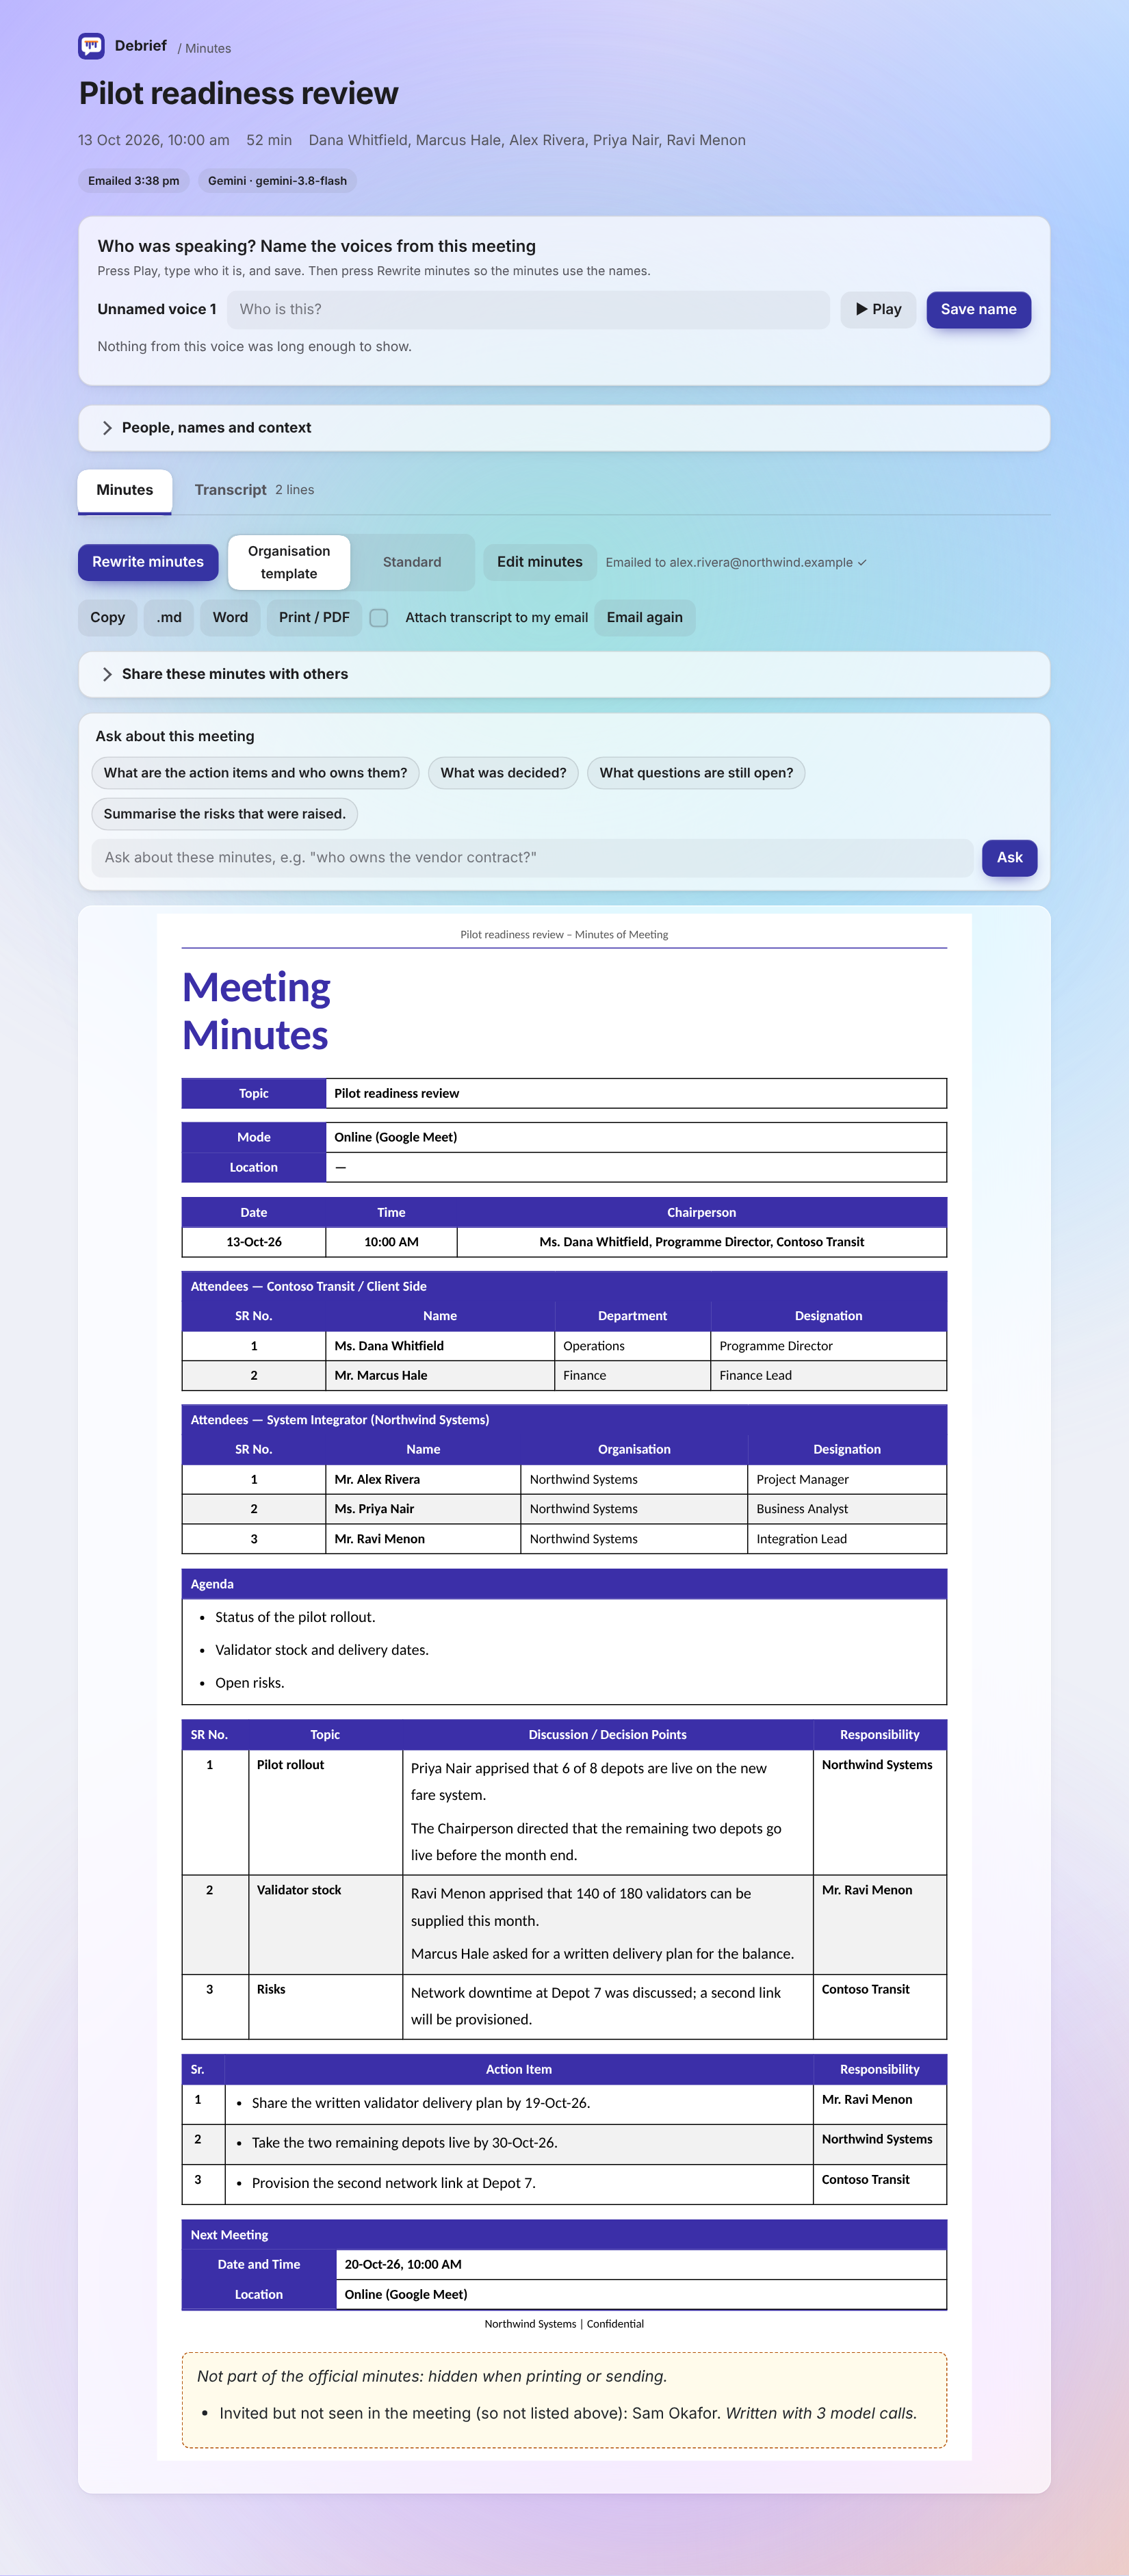 Debrief / Minutes
Pilot readiness review
13 Oct 2026, 10:00 am 52 min Dana Whitfield, Marcus Hale, Alex Rivera, Priya Nair, Ravi Menon
Emailed 3:38 pm Gemini · gemini-3.8-flash
Who was speaking? Name the voices from this meeting
Press Play, type who it is, and save. Then press Rewrite minutes so the minutes use the names.
Unnamed voice 1 Who is this? ▶ Play Save name
Nothing from this voice was long enough to show.
People, names and context
Minutes Transcript 2 lines
Rewrite minutes Organisation template Standard Edit minutes Emailed to alex.rivera@northwind.example ✓
Copy .md Word Print / PDF Attach transcript to my email Email again
Share these minutes with others
Ask about this meeting
What are the action items and who owns them? What was decided? What questions are still open?
Summarise the risks that were raised.
Ask about these minutes, e.g. "who owns the vendor contract?" Ask
Pilot readiness review – Minutes of Meeting
Meeting
Minutes
Topic Pilot readiness review
Mode Online (Google Meet)
Location —
Date Time Chairperson
13-Oct-26 10:00 AM Ms. Dana Whitfield, Programme Director, Contoso Transit
Attendees — Contoso Transit / Client Side
SR No. Name Department Designation
1 Ms. Dana Whitfield Operations Programme Director
2 Mr. Marcus Hale Finance Finance Lead
Attendees — System Integrator (Northwind Systems)
SR No. Name Organisation Designation
1 Mr. Alex Rivera Northwind Systems Project Manager
2 Ms. Priya Nair Northwind Systems Business Analyst
3 Mr. Ravi Menon Northwind Systems Integration Lead
Agenda
• Status of the pilot rollout.
• Validator stock and delivery dates.
• Open risks.
SR No. Topic Discussion / Decision Points Responsibility
1 Pilot rollout Priya Nair apprised that 6 of 8 depots are live on the new Northwind Systems
fare system.
The Chairperson directed that the remaining two depots go
live before the month end.
2 Validator stock Ravi Menon apprised that 140 of 180 validators can be Mr. Ravi Menon
supplied this month.
Marcus Hale asked for a written delivery plan for the balance.
3 Risks Network downtime at Depot 7 was discussed; a second link Contoso Transit
will be provisioned.
Sr. Action Item Responsibility
1 • Share the written validator delivery plan by 19-Oct-26. Mr. Ravi Menon
2 • Take the two remaining depots live by 30-Oct-26. Northwind Systems
3 • Provision the second network link at Depot 7. Contoso Transit
Next Meeting
Date and Time 20-Oct-26, 10:00 AM
Location Online (Google Meet)
Northwind Systems | Confidential
Not part of the official minutes: hidden when printing or sending.
• Invited but not seen in the meeting (so not listed above): Sam Okafor. Written with 3 model calls.